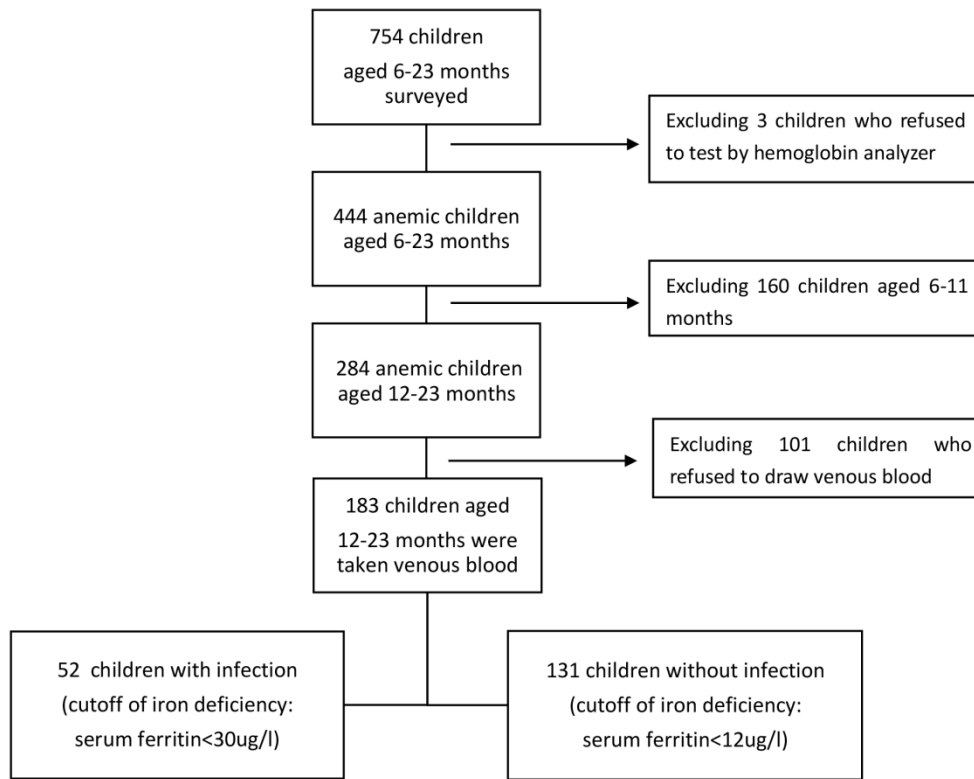 754 children
aged 6-23 months
surveyed
Excluding 3 children who refused
to test by hemoglobin analyzer
444 anemic children
aged 6-23 months
Excluding 160 children aged 6-11
months
284 anemic children
aged 12-23 months
Excluding 101 children who
refused to draw venous blood
183 children aged
12-23 months were
taken venous blood
52 children with infection
(cutoff of iron deficiency:
serum ferritin<30ug/l)
131 children without infection
(cutoff of iron deficiency:
serum ferritin<12ug/l)